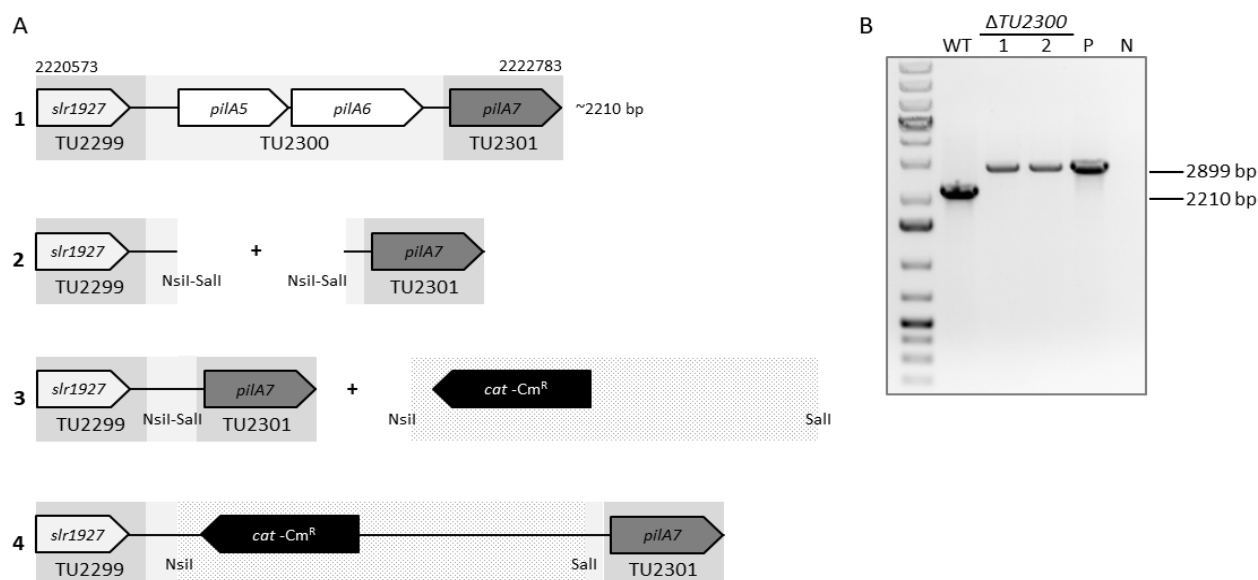 A
2220573 2222783
1 slr1927 pilA5 pilA6 pilA7 ~2210 bp
TU2299 TU2300 TU2301
2 slr1927 + pilA7
NsiI-SalI NsiI-SalI
TU2299 TU2301
3 slr1927 pilA7 + cat -CmR
NsiI-SalI NsiI SalI
TU2299 TU2301
4 slr1927 cat -CmR pilA7
NsiI SalI
TU2299 TU2301
B
ΔTU2300
WT 1 2 P N
2899 bp
2210 bp